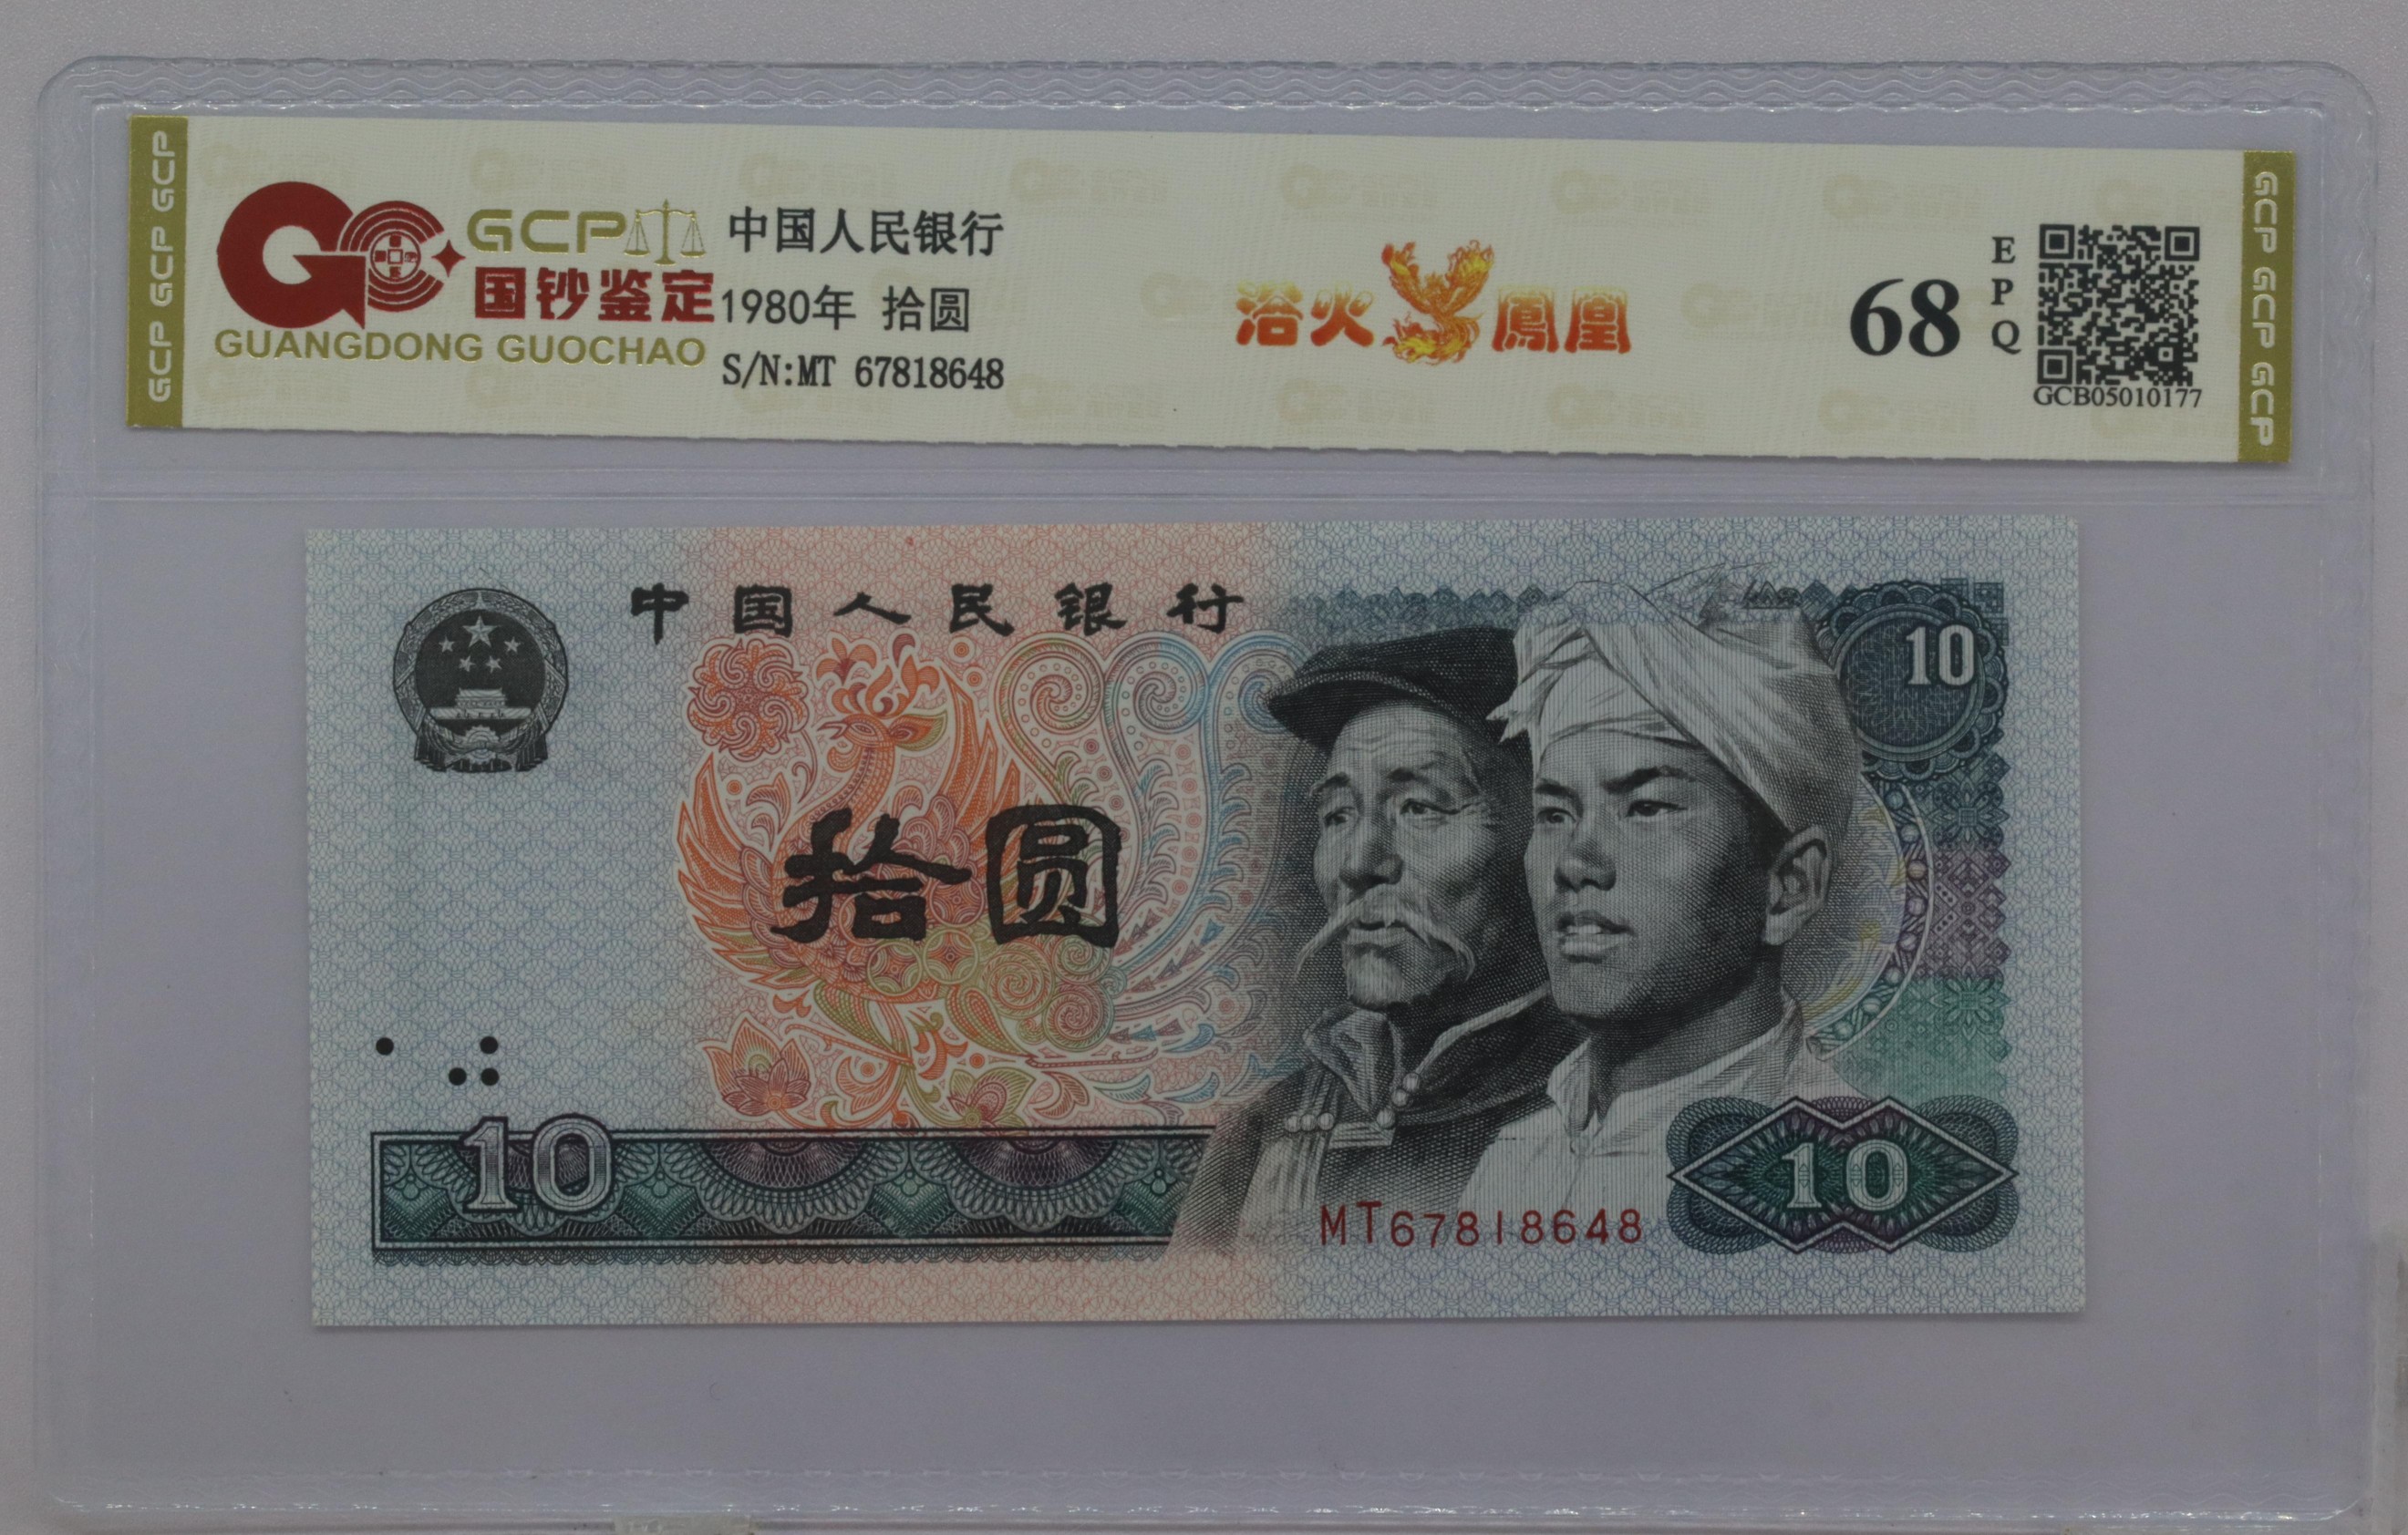 GCP GCP GCP
GCP
国钞鉴定
GUANGDONG GUOCHAO
中国人民银行
1980年 拾圆
S/N:MT 67818648
浴火鳳凰
68
EPQ
GCB05010177
GCP GCP GCP
中国人民银行
10
拾圆
10
MT67818648
10